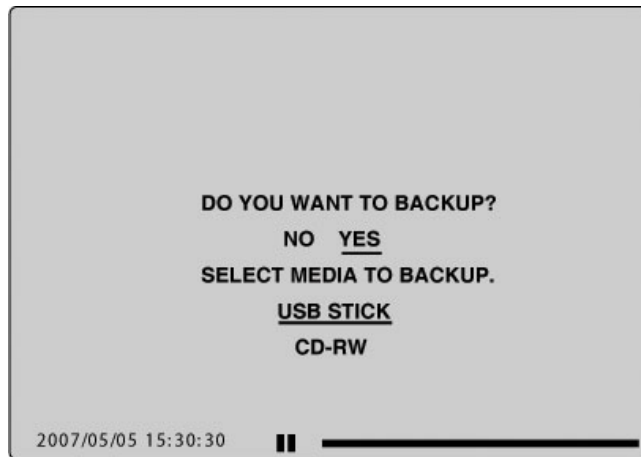 DO YOU WANT TO BACKUP?
NO YES
SELECT MEDIA TO BACKUP.
USB STICK
CD-RW
2007/05/05 15:30:30